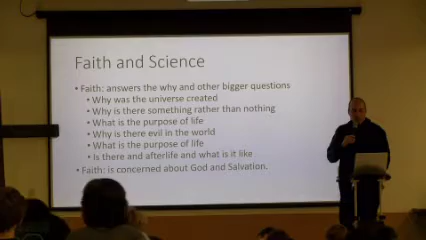 Faith and Science
• Faith: answers the why and other bigger questions
• Why was the universe created
• Why is there something rather than nothing
• What is the purpose of life
• Why is there evil in the world
• What is the purpose of life
• Is there and afterlife and what is it like
• Faith: is concerned about God and Salvation.